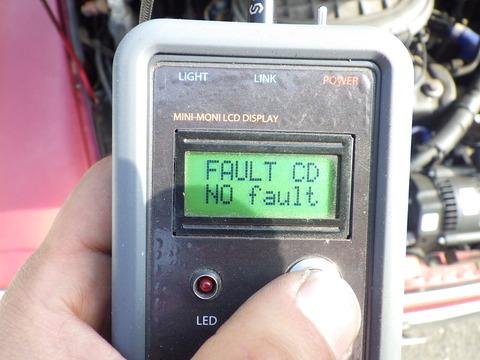 LIGHT LINK POWER
MINI-MONI LCD DISPLAY
FAULT CD
NO fault
LED